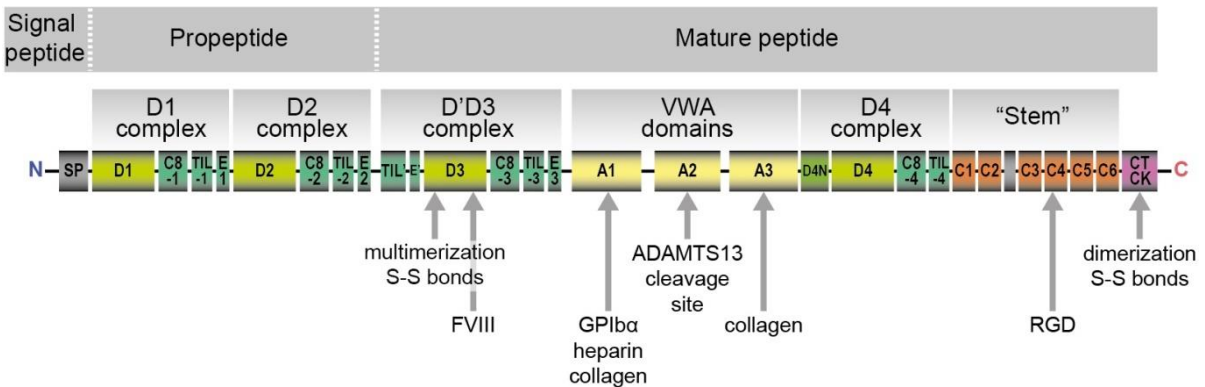 Signal
peptide
Propeptide
Mature peptide
D1
complex
D2
complex
D'D3
complex
VWA
domains
D4
complex
“Stem”
N
SP
D1
C8
-1
TIL
-1
E
1
D2
C8
-2
TIL
-2
E
2
TIL'
E'
D3
C8
-3
TIL
-3
E
3
A1
A2
A3
D4N
D4
C8
-4
TIL
-4
C1
C2
C3
C4
C5
C6
CT
CK
C
multimerization
S-S bonds
FVIII
GPIbα
heparin
collagen
ADAMTS13
cleavage
site
collagen
RGD
dimerization
S-S bonds